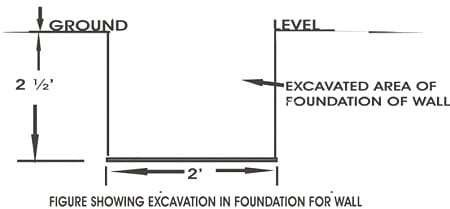 GROUND LEVEL
2 ½'
EXCAVATED AREA OF
FOUNDATION OF WALL
2'
FIGURE SHOWING EXCAVATION IN FOUNDATION FOR WALL